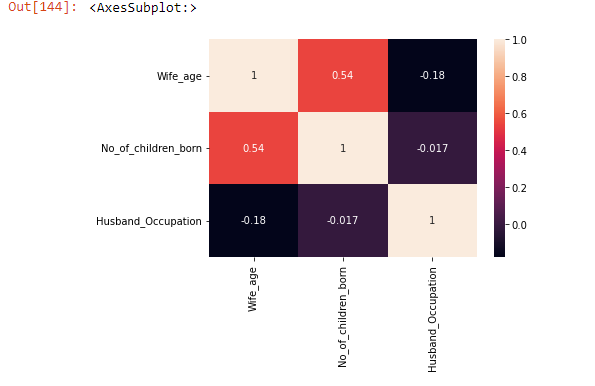 Out[144]: <AxesSubplot:>
1.0
Wife_age 1 0.54 -0.18
0.8
0.6
No_of_children_born 0.54 1 -0.017
0.4
0.2
Husband_Occupation -0.18 -0.017 1
0.0
Wife_age
No_of_children_born
Husband_Occupation